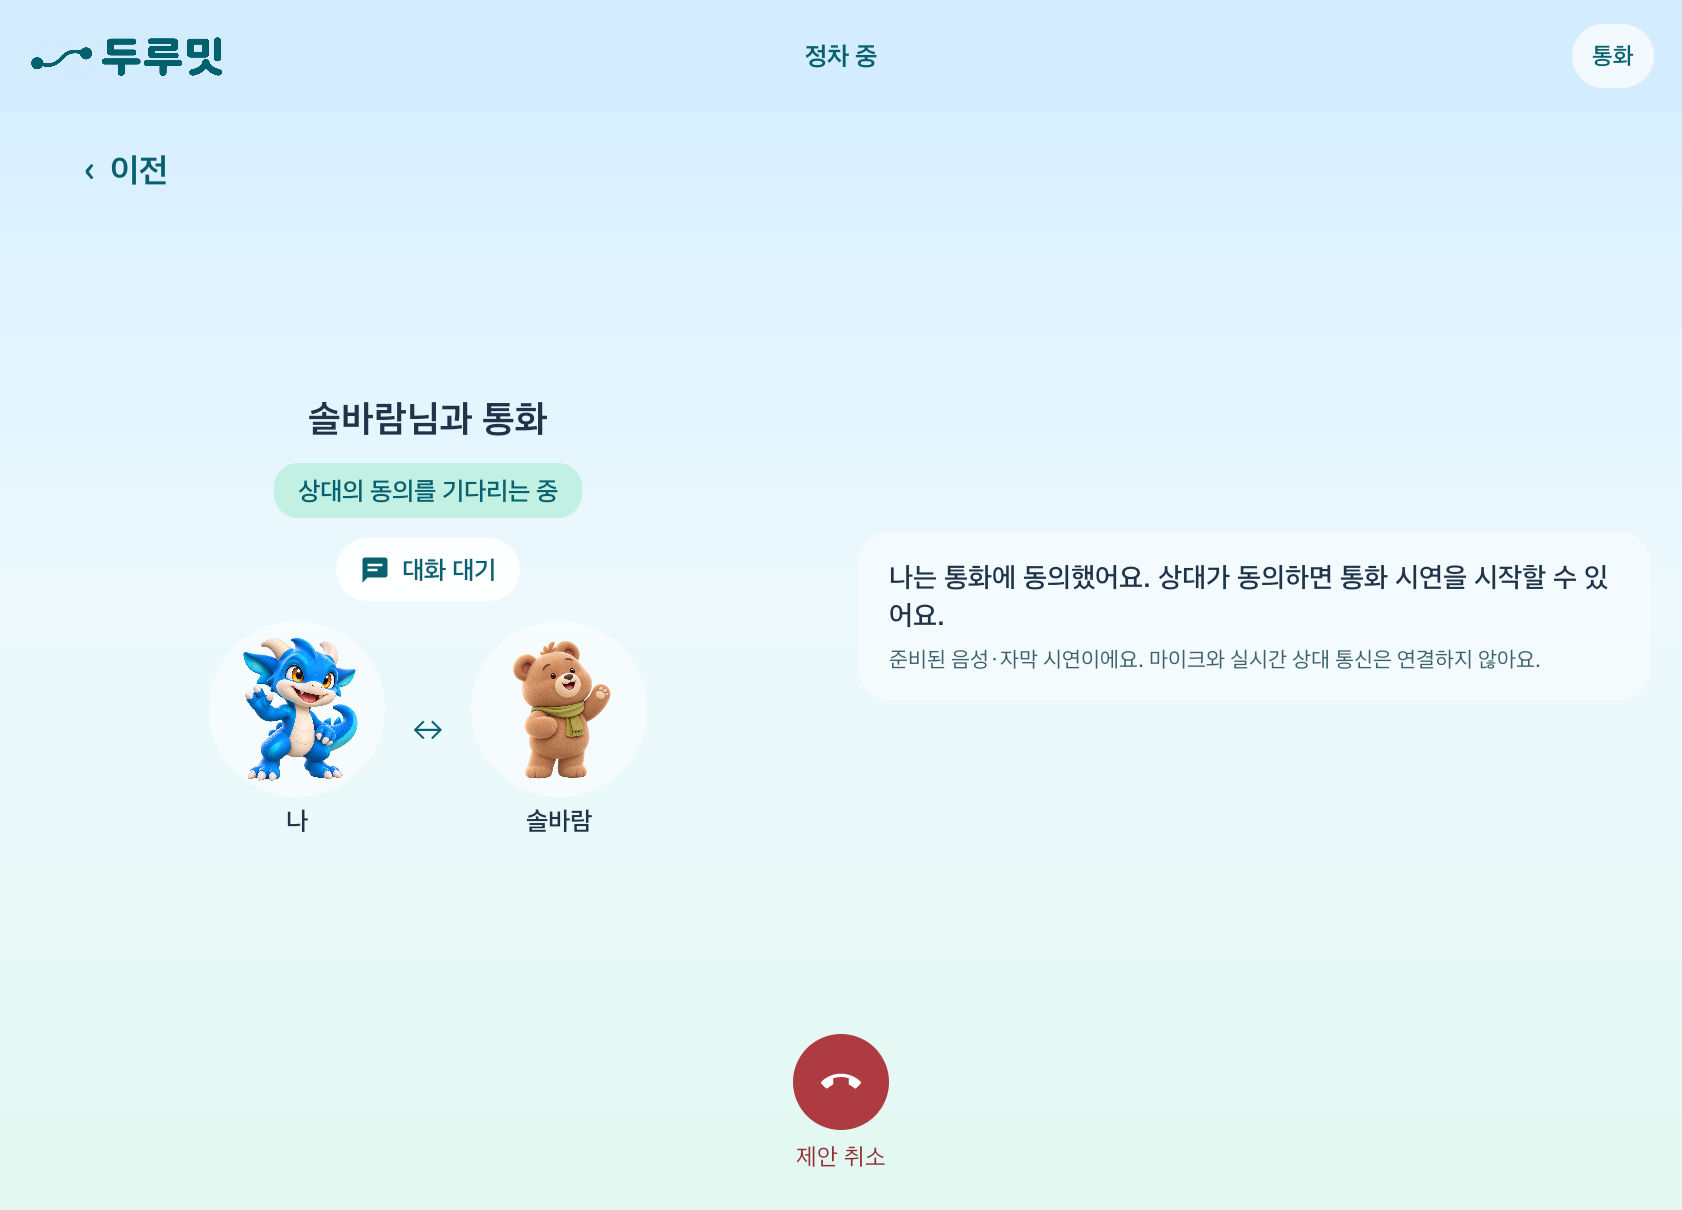 두루밋
정차 중
통화
이전
솔바람님과 통화
상대의 동의를 기다리는 중
대화 대기
나
솔바람
나는 통화에 동의했어요. 상대가 동의하면 통화 시연을 시작할 수 있
어요.
준비된 음성·자막 시연이에요. 마이크와 실시간 상대 통신은 연결하지 않아요.
제안 취소